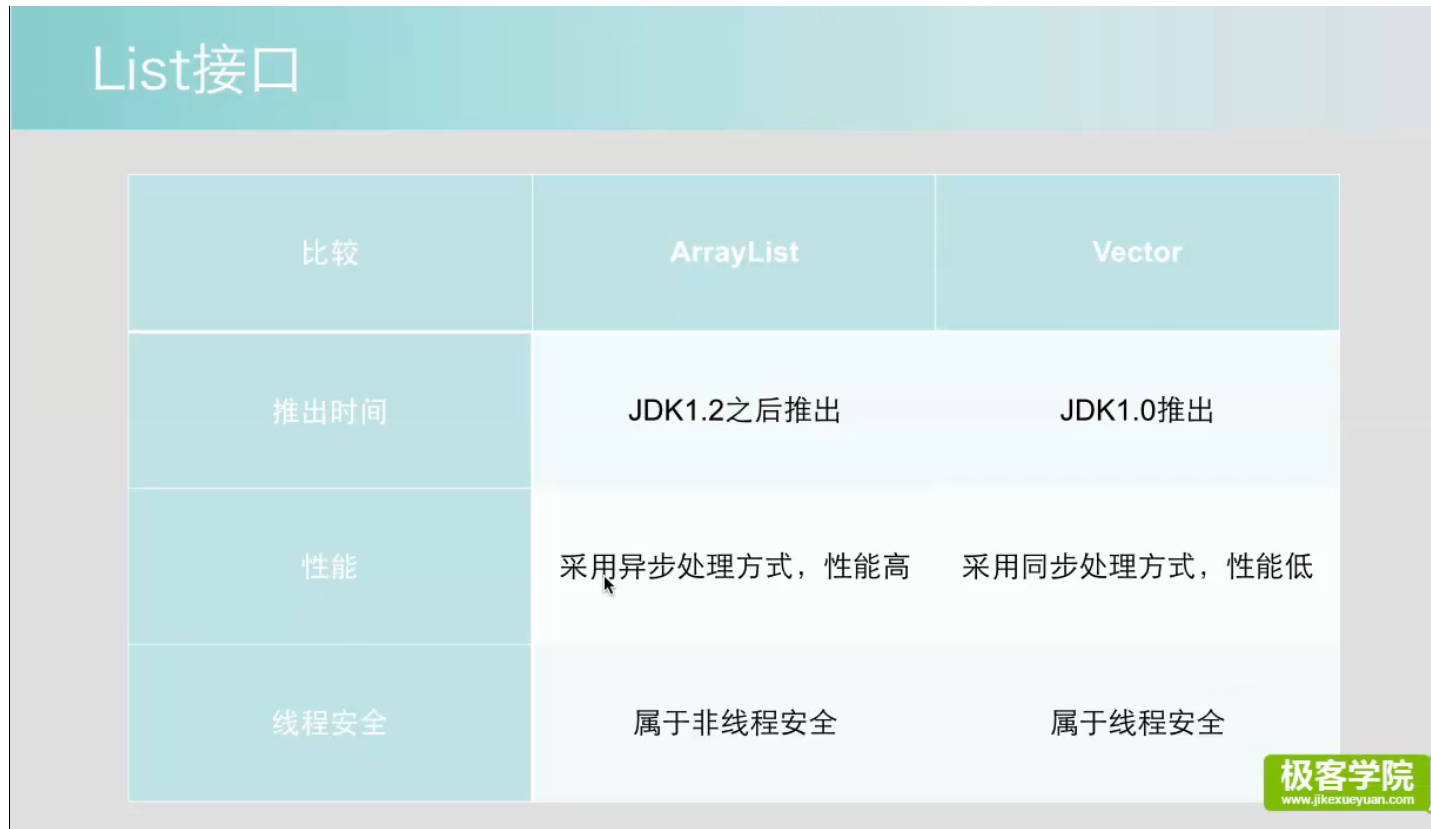 List接口
比较 ArrayList Vector
推出时间 JDK1.2之后推出 JDK1.0推出
性能 采用异步处理方式，性能高 采用同步处理方式，性能低
线程安全 属于非线程安全 属于线程安全
极客学院
www.jikexueyuan.com